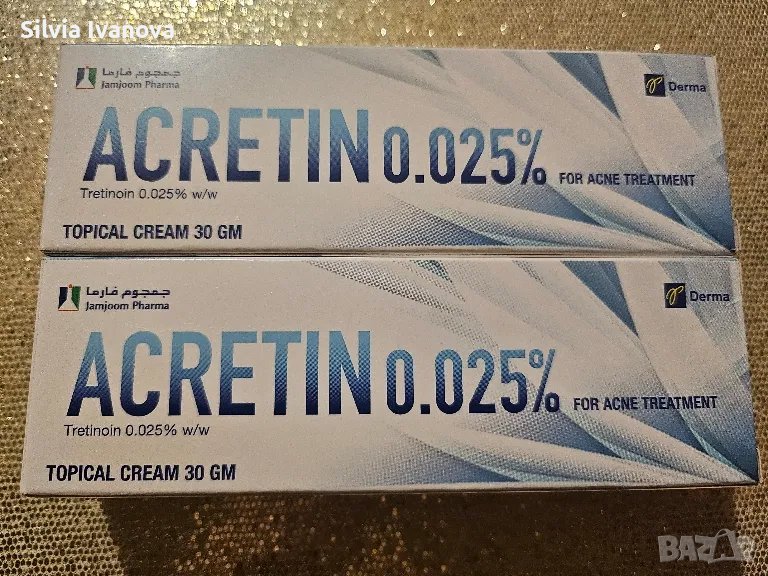 Silvia Ivanova
جمجوم فارما
Jamjoom Pharma
Derma
ACRETIN 0.025%
FOR ACNE TREATMENT
Tretinoin 0.025% w/w
TOPICAL CREAM 30 GM
جمجوم فارما
Jamjoom Pharma
Derma
ACRETIN 0.025%
FOR ACNE TREATMENT
Tretinoin 0.025% w/w
TOPICAL CREAM 30 GM
BAZAR